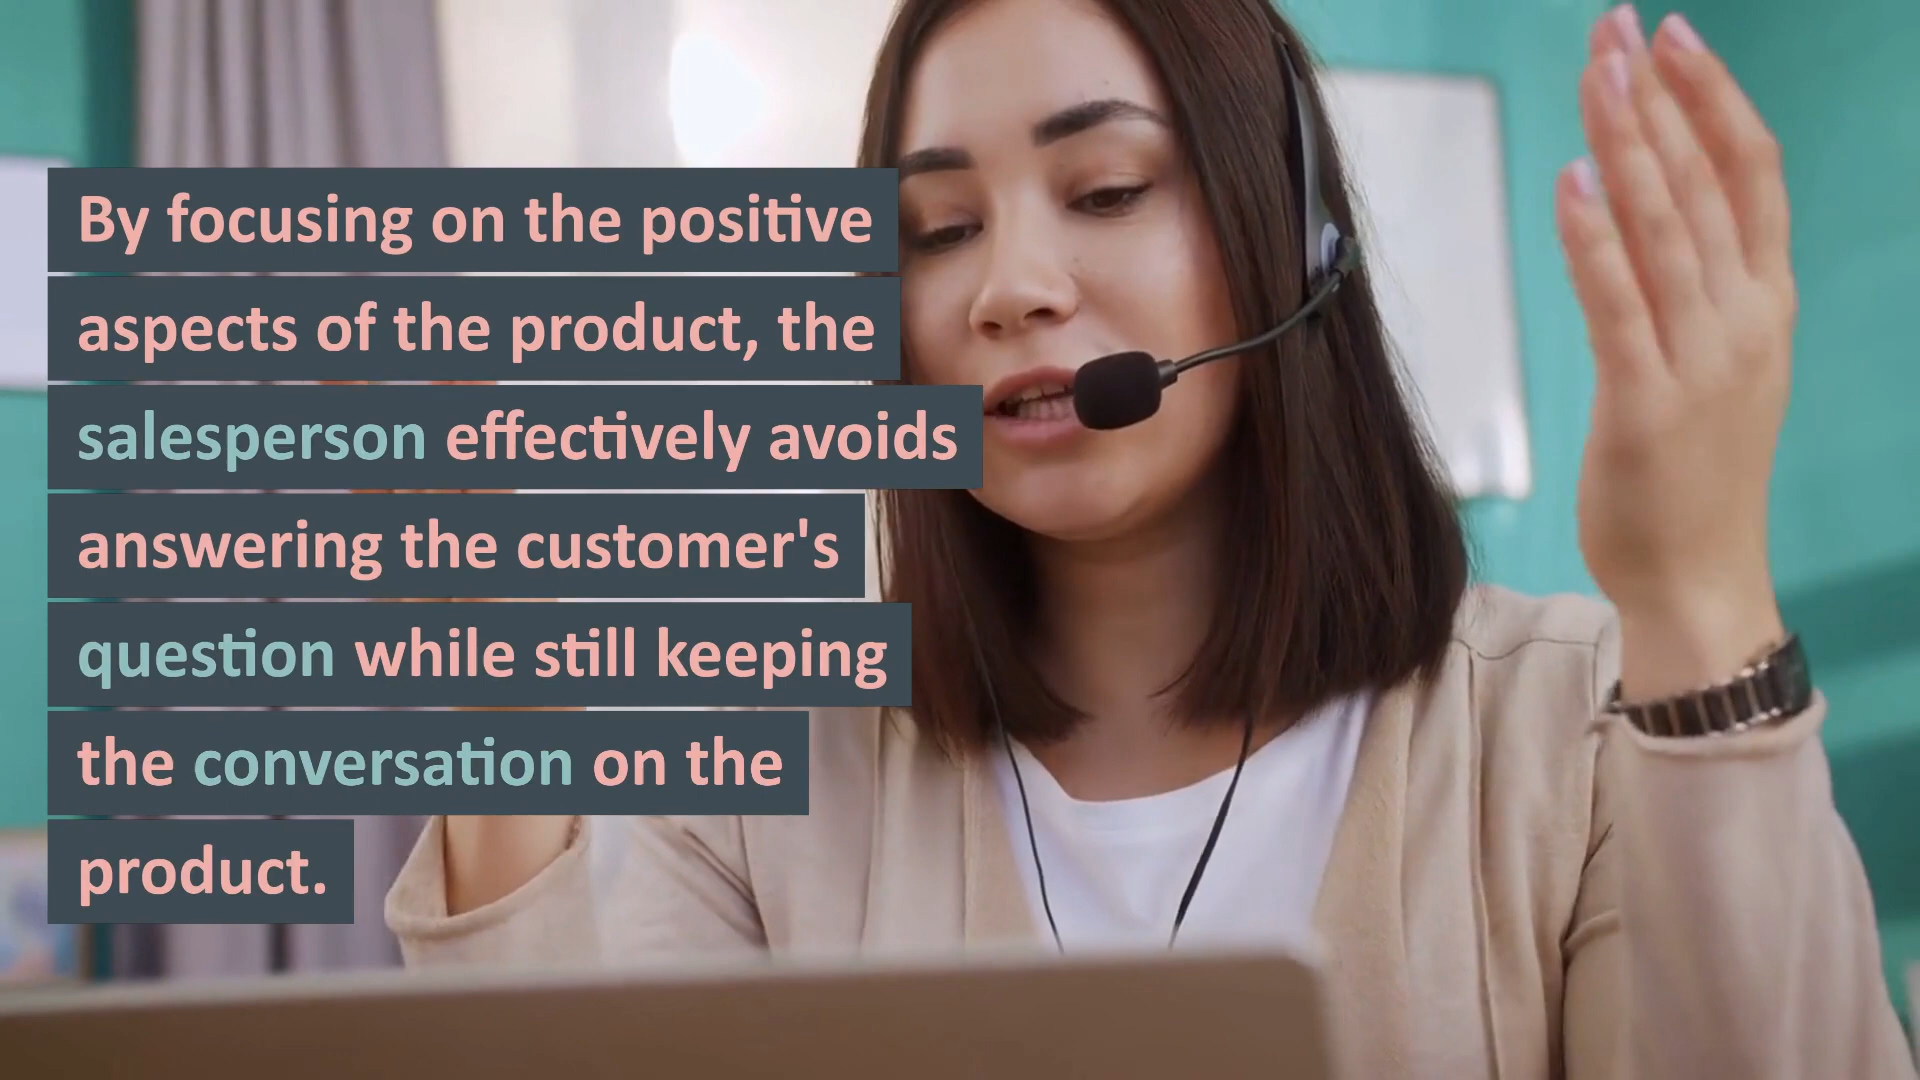 By focusing on the positive
aspects of the product, the
salesperson effectively avoids
answering the customer's
question while still keeping
the conversation on the
product.